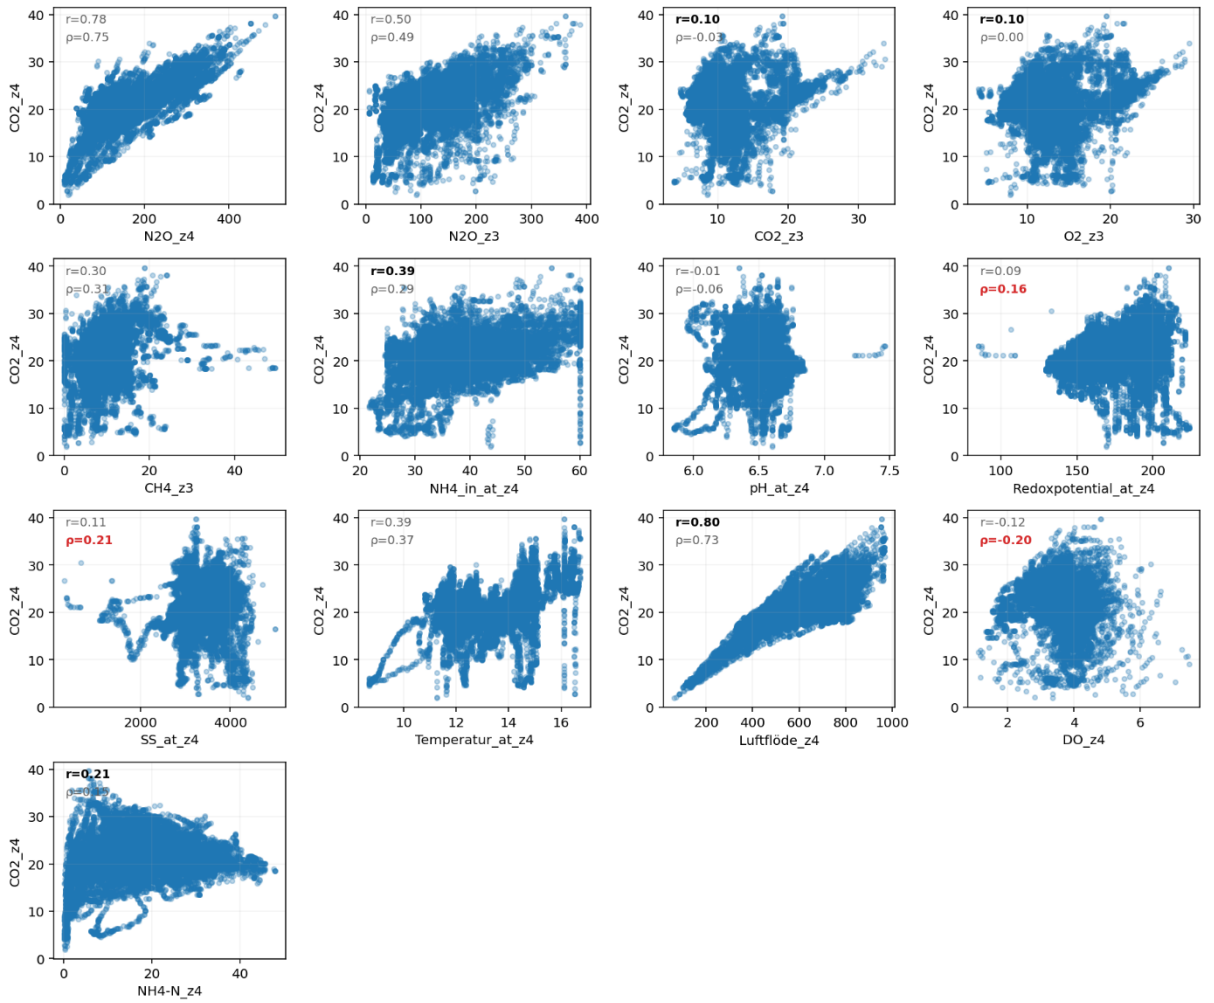 r=0.78
ρ=0.75
CO2_z4
40
30
20
10
0
0 200 400
N2O_z4
r=0.50
ρ=0.49
CO2_z4
40
30
20
10
0
0 100 200 300 400
N2O_z3
r=0.10
ρ=-0.03
CO2_z4
40
30
20
10
0
10 20 30
CO2_z3
r=0.10
ρ=0.00
CO2_z4
40
30
20
10
0
10 20 30
O2_z3
r=0.30
ρ=0.31
CO2_z4
40
30
20
10
0
0 20 40
CH4_z3
r=0.39
ρ=0.29
CO2_z4
40
30
20
10
0
20 30 40 50 60
NH4_in_at_z4
r=-0.01
ρ=-0.06
CO2_z4
40
30
20
10
0
6.0 6.5 7.0 7.5
pH_at_z4
r=0.09
ρ=0.16
CO2_z4
40
30
20
10
0
100 150 200
Redoxpotential_at_z4
r=0.11
ρ=0.21
CO2_z4
40
30
20
10
0
2000 4000
SS_at_z4
r=0.39
ρ=0.37
CO2_z4
40
30
20
10
0
10 12 14 16
Temperatur_at_z4
r=0.80
ρ=0.73
CO2_z4
40
30
20
10
0
200 400 600 800 1000
Luftflöde_z4
r=-0.12
ρ=-0.20
CO2_z4
40
30
20
10
0
2 4 6
DO_z4
r=0.21
CO2_z4
40
30
20
10
0
0 20 40
NH4-N_z4